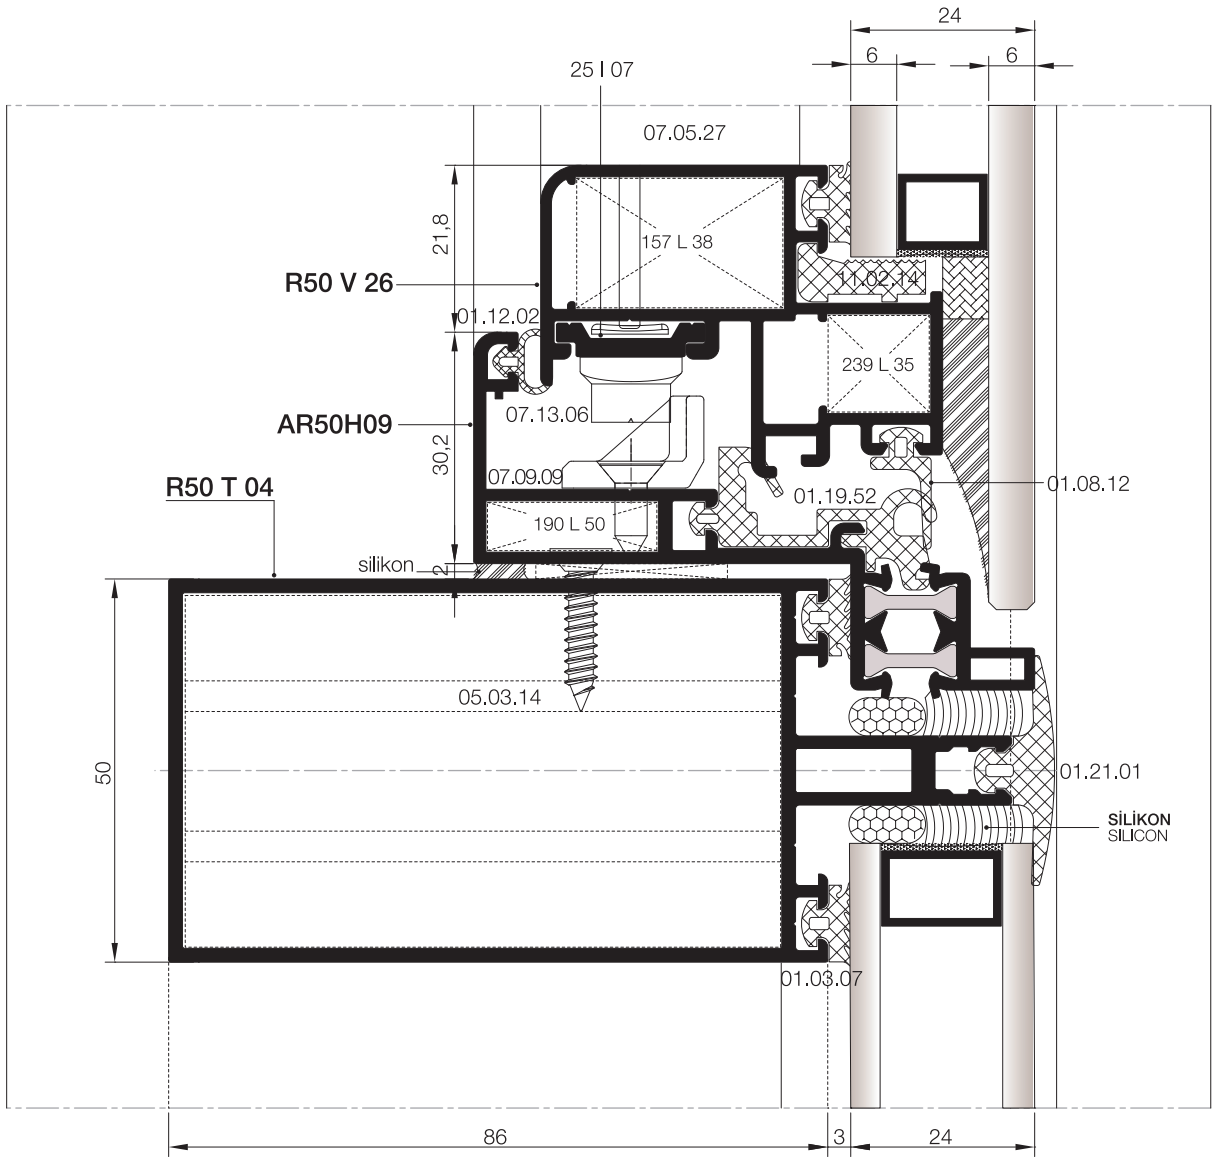 24
6
6
25 I 07
07.05.27
21,8
157 L 38
R50 V 26
11.02.14
01.12.02
239 L 35
07.13.06
AR50H09
30,2
07.09.09
01.19.52
01.08.12
R50 T 04
190 L 50
silikon
2
05.03.14
50
01.21.01
SİLİKON
SILICON
01.03.07
86
3
24